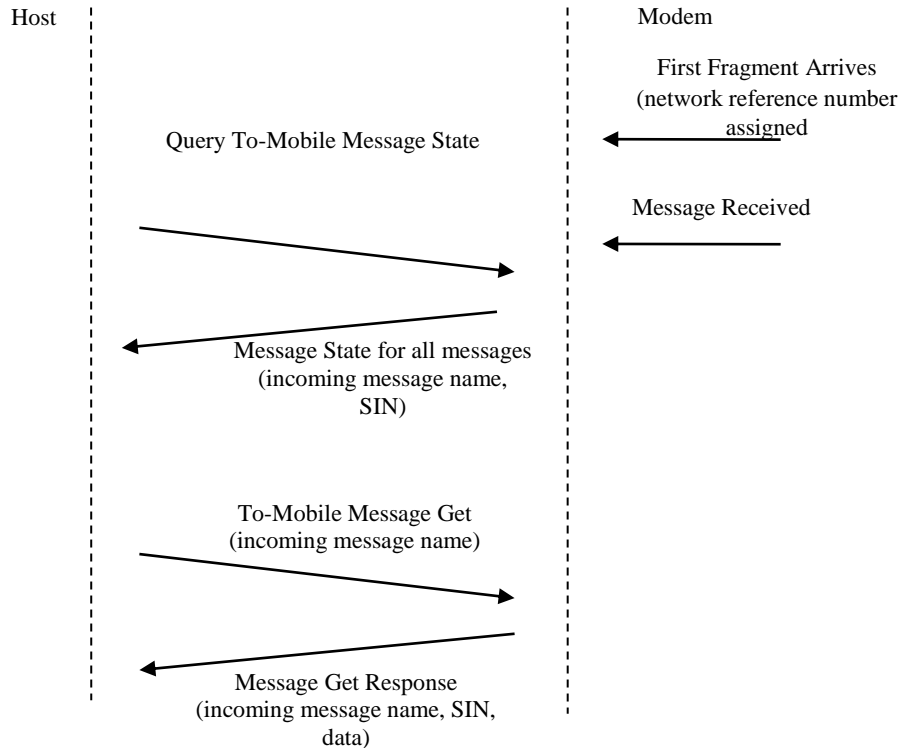 Host
Modem
First Fragment Arrives
(network reference number
assigned
Query To-Mobile Message State
Message Received
Message State for all messages
(incoming message name,
SIN)
To-Mobile Message Get
(incoming message name)
Message Get Response
(incoming message name, SIN,
data)